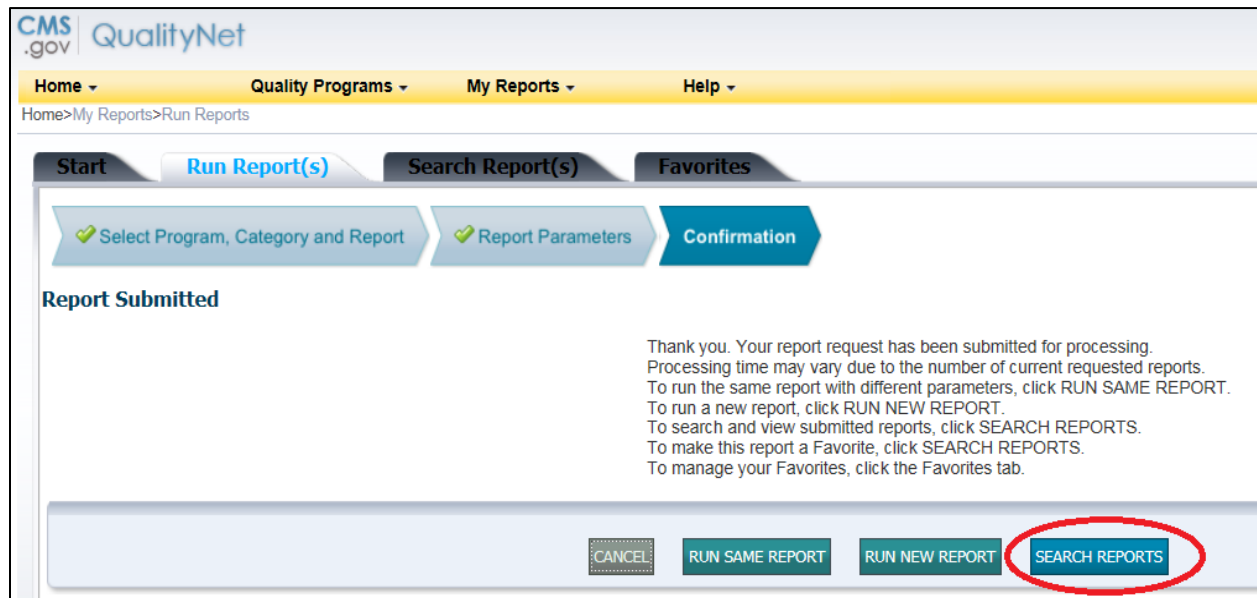 CMS
.gov
QualityNet
Home Quality Programs My Reports Help
Home>My Reports>Run Reports
Start Run Report(s) Search Report(s) Favorites
Select Program, Category and Report Report Parameters Confirmation
Report Submitted
Thank you. Your report request has been submitted for processing.
Processing time may vary due to the number of current requested reports.
To run the same report with different parameters, click RUN SAME REPORT.
To run a new report, click RUN NEW REPORT.
To search and view submitted reports, click SEARCH REPORTS.
To make this report a Favorite, click SEARCH REPORTS.
To manage your Favorites, click the Favorites tab.
CANCEL RUN SAME REPORT RUN NEW REPORT SEARCH REPORTS